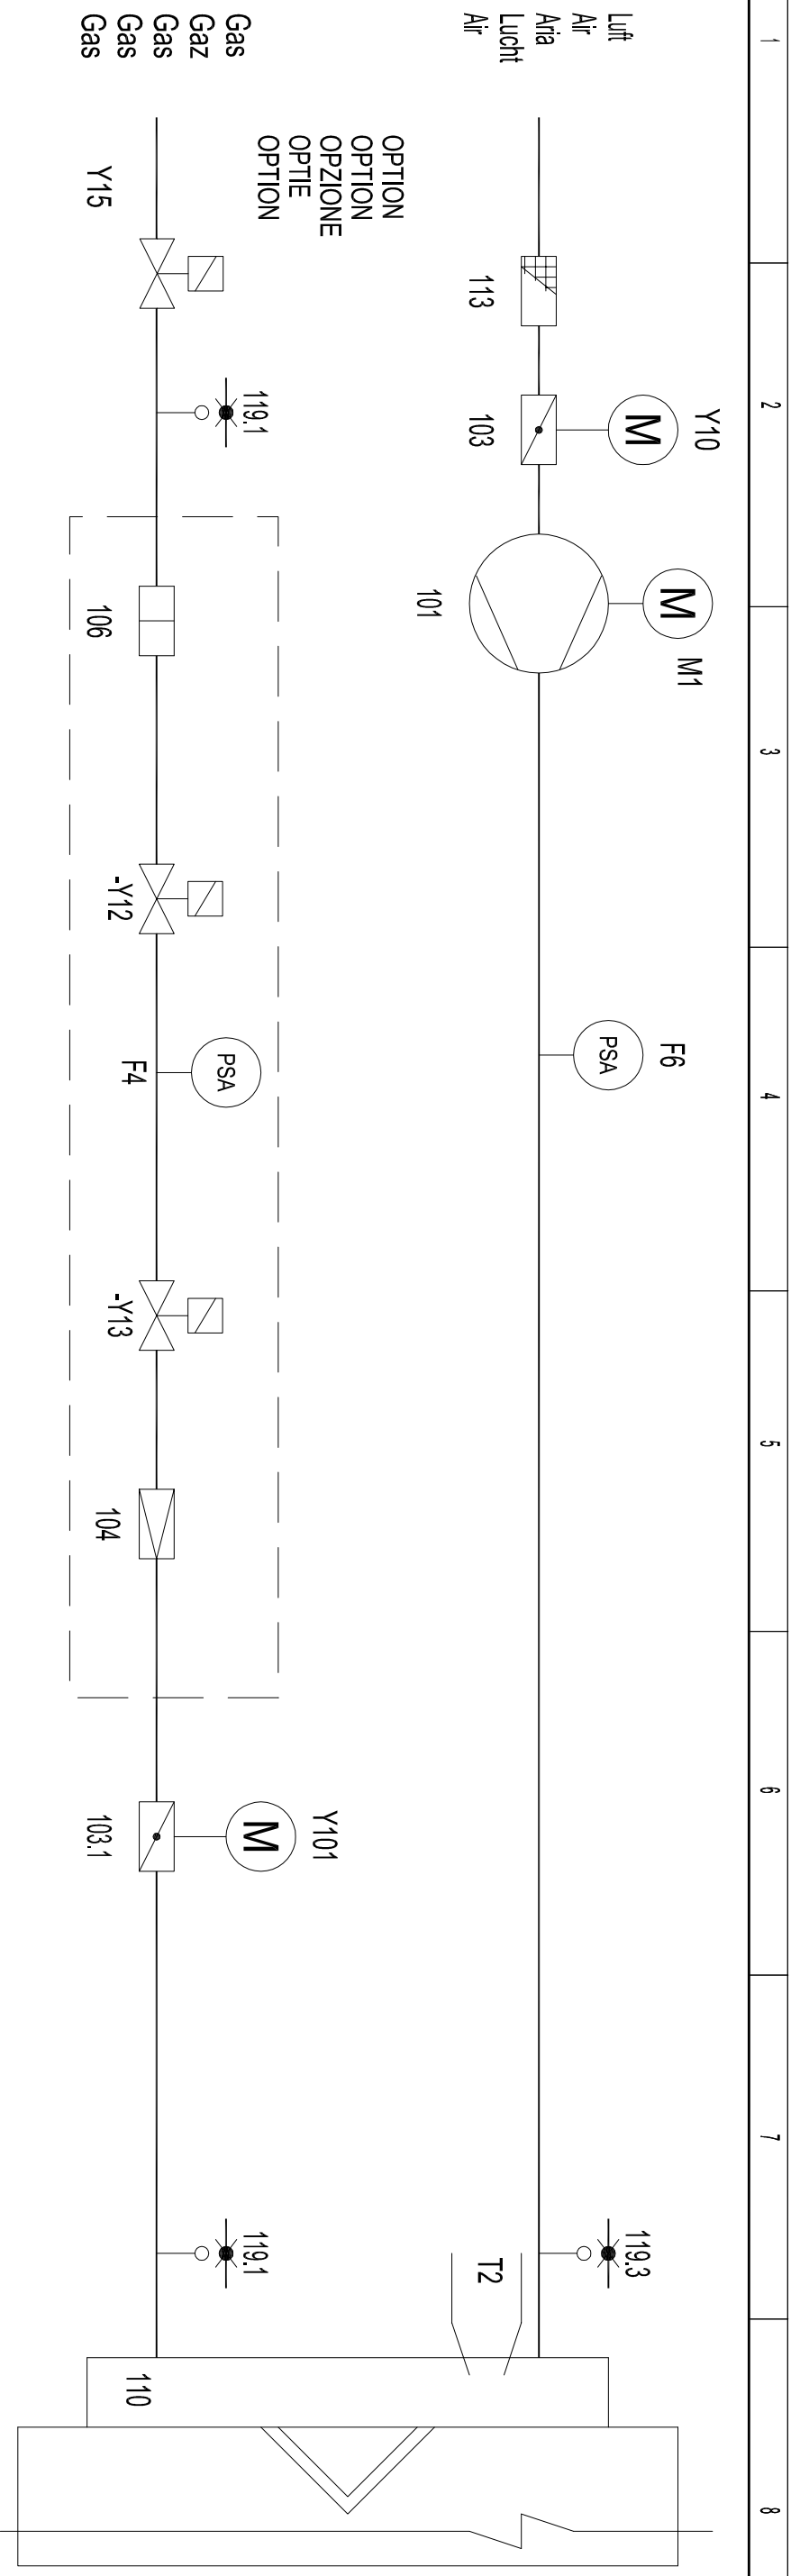 1
2
3
4
5
6
7
8
Luft
Air
Aria
Lucht
Air
Y10
M
M
M1
F6
PSA
119.3
113
103
101
T2
OPTION
OPTION
OPZIONE
OPTIE
OPTION
Gas
Gaz
Gas
Gas
Gas
119.1
PSA
Y101
M
119.1
Y15
106
-Y12
F4
-Y13
104
103.1
110